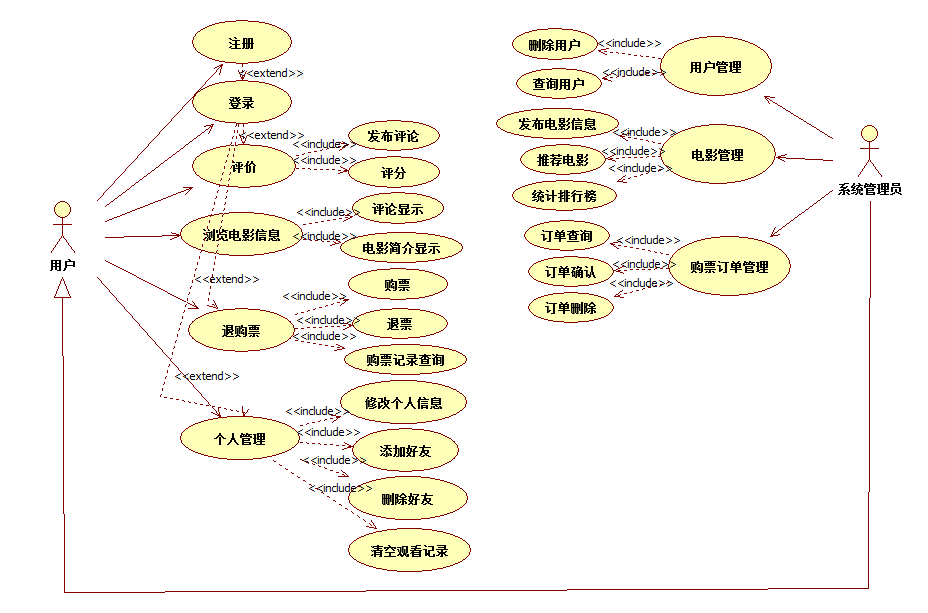 注册
<<extend>>
登录
<<extend>>
评价
<<include>>
发布评论
<<include>>
评分
浏览电影信息
<<include>>
评论显示
<<include>>
电影简介显示
用户
<<extend>>
退购票
<<include>>
购票
<<include>>
退票
<<include>>
购票记录查询
<<extend>>
个人管理
<<include>>
修改个人信息
<<include>>
添加好友
<<include>>
删除好友
<<include>>
清空观看记录
删除用户
<<include>>
用户管理
查询用户
<<include>>
发布电影信息
<<include>>
电影管理
推荐电影
<<include>>
统计排行榜
<<include>>
系统管理员
订单查询
<<include>>
购票订单管理
订单确认
<<include>>
订单删除
<<include>>